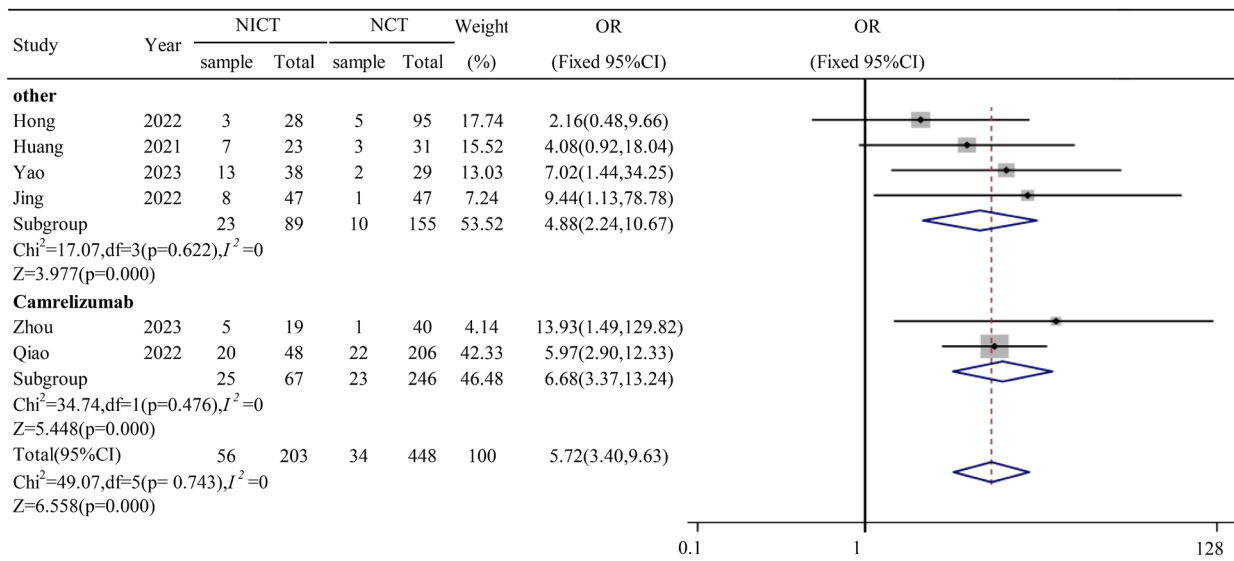 Study Year NICT NCT Weight OR OR
sample Total sample Total (%) (Fixed 95%CI) (Fixed 95%CI)
other
Hong 2022 3 28 5 95 17.74 2.16(0.48,9.66)
Huang 2021 7 23 3 31 15.52 4.08(0.92,18.04)
Yao 2023 13 38 2 29 13.03 7.02(1.44,34.25)
Jing 2022 8 47 1 47 7.24 9.44(1.13,78.78)
Subgroup 23 89 10 155 53.52 4.88(2.24,10.67)
Chi²=17.07,df=3(p=0.622),I²=0
Z=3.977(p=0.000)
Camrelizumab
Zhou 2023 5 19 1 40 4.14 13.93(1.49,129.82)
Qiao 2022 20 48 22 206 42.33 5.97(2.90,12.33)
Subgroup 25 67 23 246 46.48 6.68(3.37,13.24)
Chi²=34.74,df=1(p=0.476),I²=0
Z=5.448(p=0.000)
Total(95%CI) 56 203 34 448 100 5.72(3.40,9.63)
Chi²=49.07,df=5(p= 0.743),I²=0
Z=6.558(p=0.000)
0.1 1 128